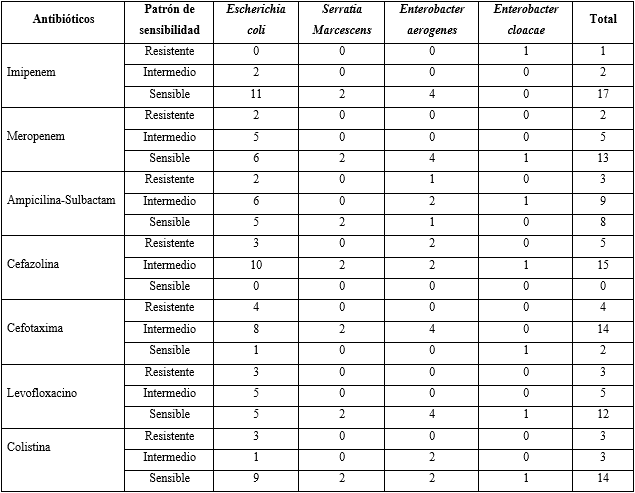 Antibióticos Patrón de sensibilidad Escherichia coli Serratia Marcescens Enterobacter aerogenes Enterobacter cloacae Total
Imipenem
Resistente 0 0 0 1 1
Intermedio 2 0 0 0 2
Sensible 11 2 4 0 17
Meropenem
Resistente 2 0 0 0 2
Intermedio 5 0 0 0 5
Sensible 6 2 4 1 13
Ampicilina-Sulbactam
Resistente 2 0 1 0 3
Intermedio 6 0 2 1 9
Sensible 5 2 1 0 8
Cefazolina
Resistente 3 0 2 0 5
Intermedio 10 2 2 1 15
Sensible 0 0 0 0 0
Cefotaxima
Resistente 4 0 0 0 4
Intermedio 8 2 4 0 14
Sensible 1 0 0 1 2
Levofloxacino
Resistente 3 0 0 0 3
Intermedio 5 0 0 0 5
Sensible 5 2 4 1 12
Colistina
Resistente 3 0 0 0 3
Intermedio 1 0 2 0 3
Sensible 9 2 2 1 14